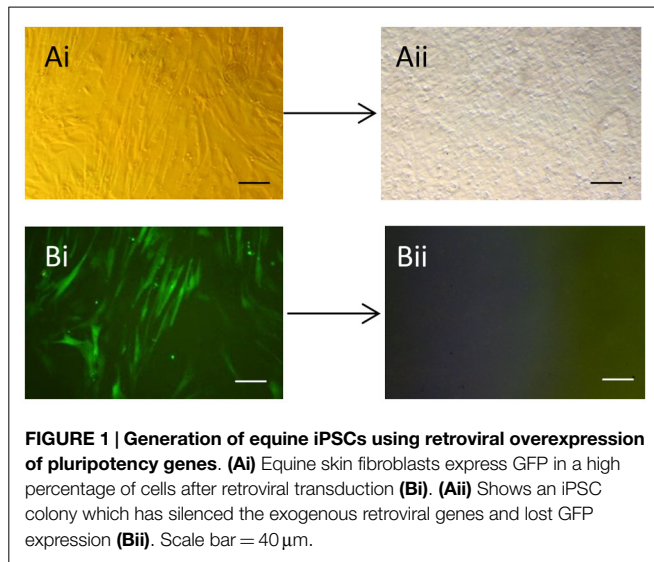 Ai
Aii
Bi
Bii
FIGURE 1 | Generation of equine iPSCs using retroviral overexpression
of pluripotency genes. (Ai) Equine skin fibroblasts express GFP in a high
percentage of cells after retroviral transduction (Bi). (Aii) Shows an iPSC
colony which has silenced the exogenous retroviral genes and lost GFP
expression (Bii). Scale bar = 40 μm.